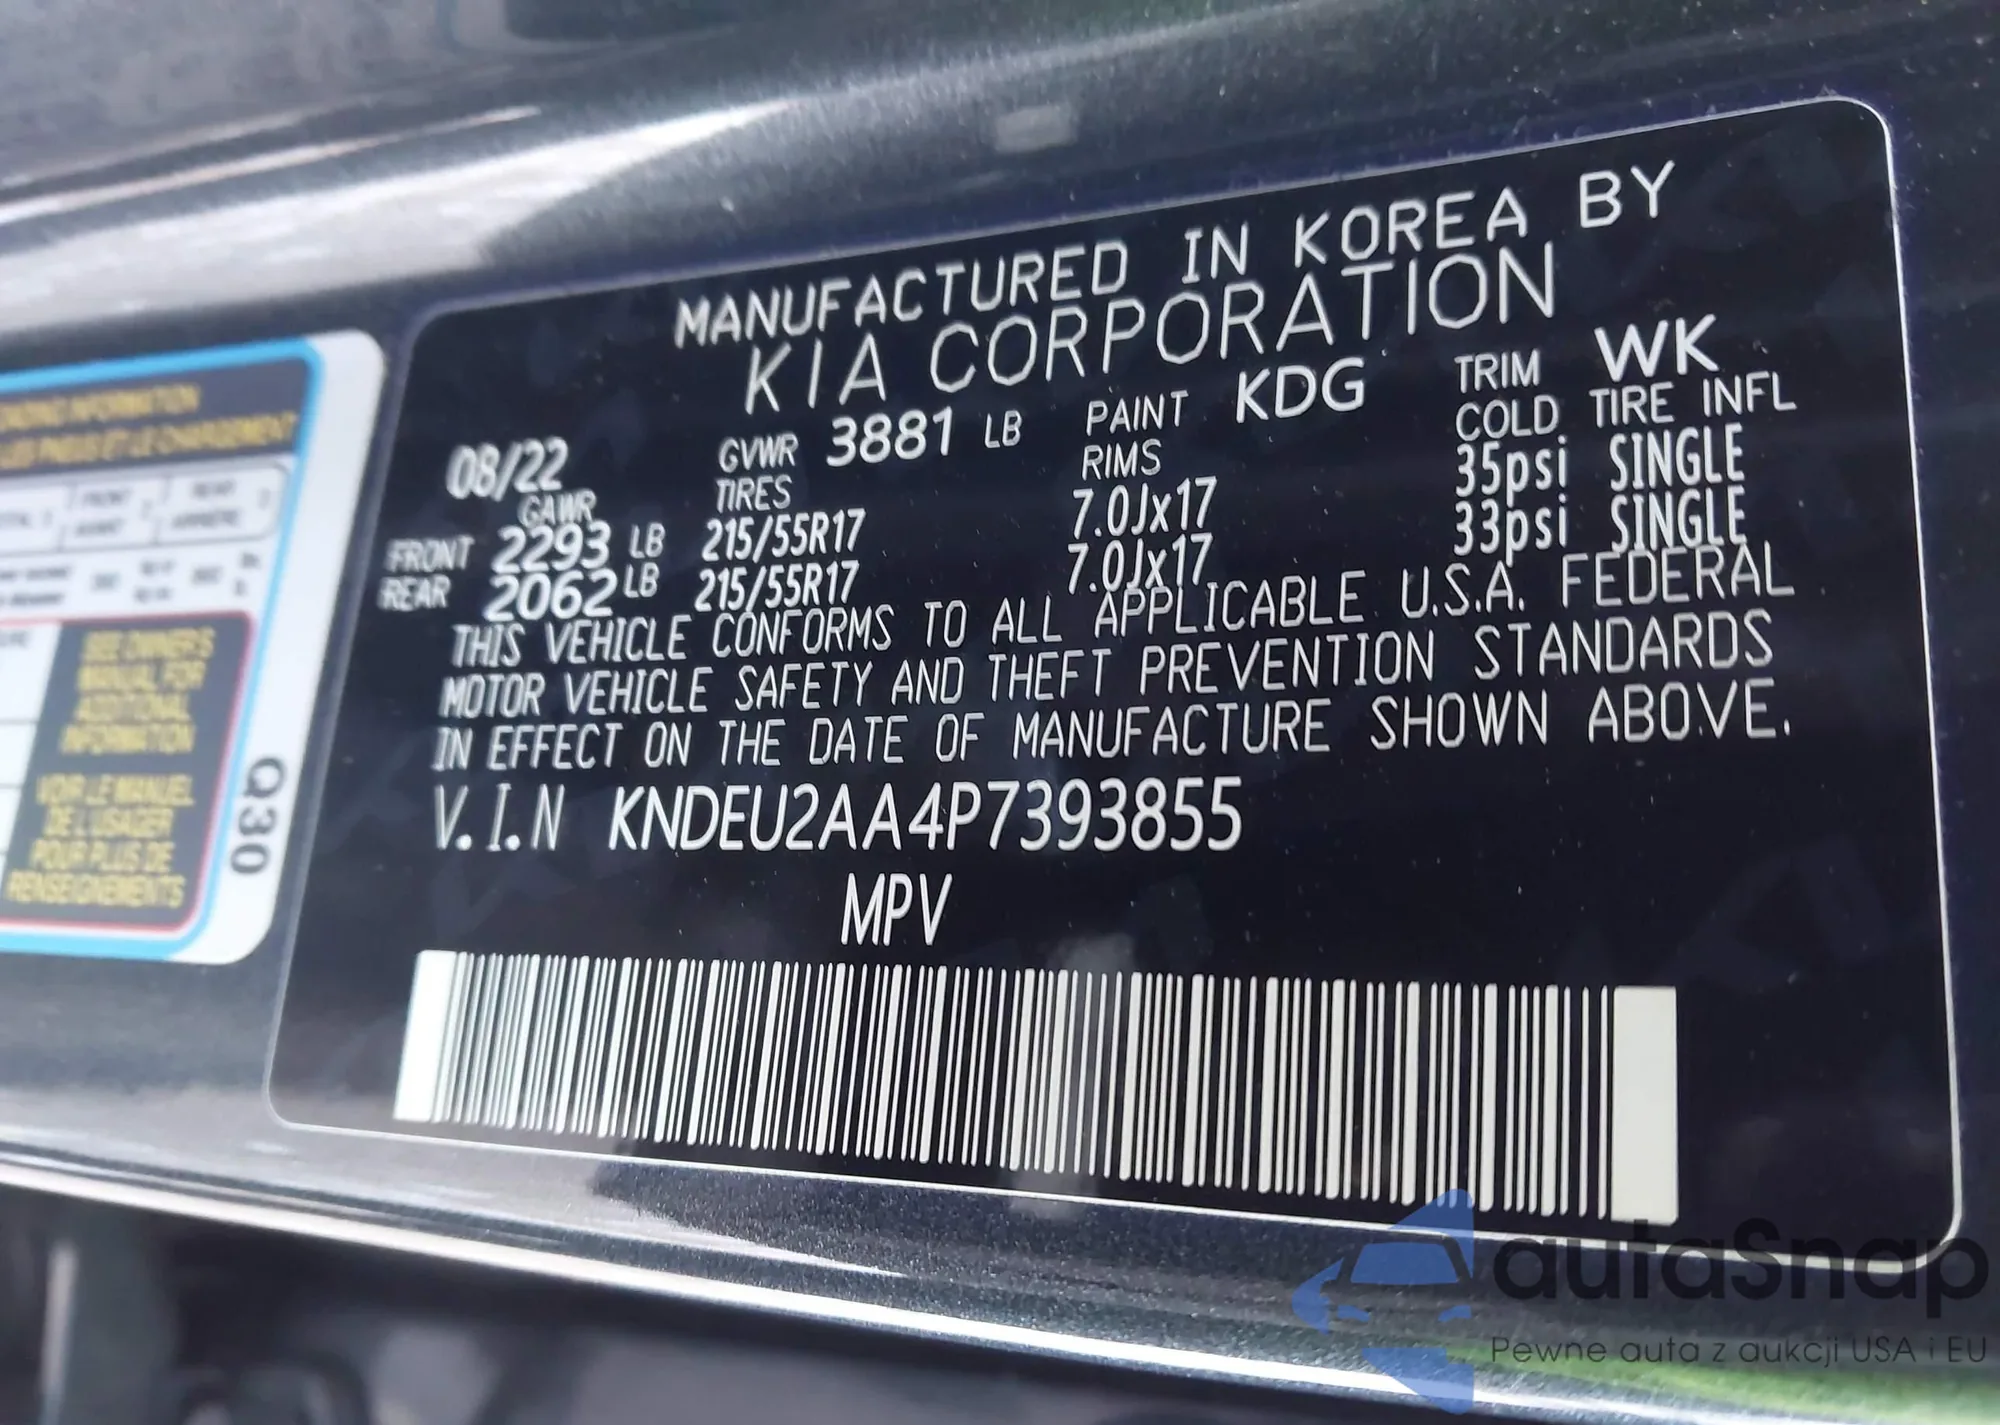 MANUFACTURED IN KOREA BY
KIA CORPORATION
08/22 GVWR 3881 LB PAINT KDG TRIM WK
GAWR TIRES RIMS COLD TIRE INFL
FRONT 2293 LB 215/55R17 7.0Jx17 35psi SINGLE
REAR 2062 LB 215/55R17 7.0Jx17 33psi SINGLE
THIS VEHICLE CONFORMS TO ALL APPLICABLE U.S.A. FEDERAL
MOTOR VEHICLE SAFETY AND THEFT PREVENTION STANDARDS
IN EFFECT ON THE DATE OF MANUFACTURE SHOWN ABOVE.
V.I.N KNDEU2AA4P7393855
MPV
INFORMATION
SEE OWNER'S
MANUAL FOR
ADDITIONAL
INFORMATION
VOIR LE MANUEL
DE L'USAGER
POUR PLUS DE
RENSEIGNEMENTS
Q30
autaSnap
Pewne auta z aukcji USA i EU